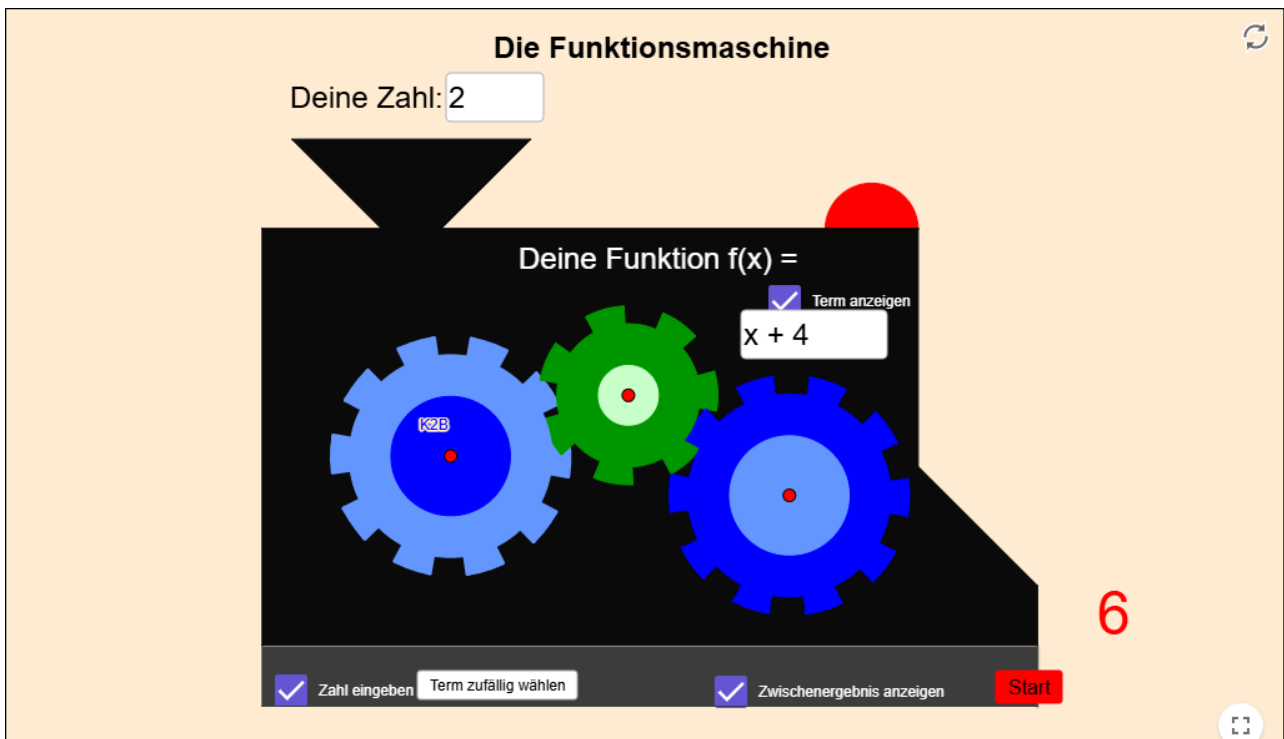 Die Funktionsmaschine
Deine Zahl: 2
Deine Funktion f(x) =
Term anzeigen
x + 4
K2B
6
Zahl eingeben Term zufällig wählen Zwischenergebnis anzeigen Start